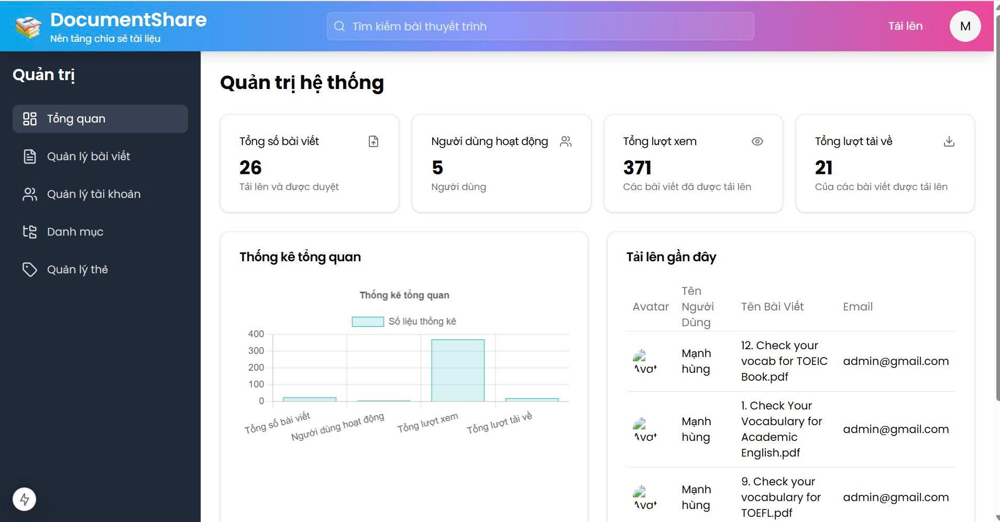 DocumentShare
Nền tảng chia sẻ tài liệu
Tìm kiếm bài thuyết trình
Tải lên
M
Quản trị
Tổng quan
Quản lý bài viết
Quản lý tài khoản
Danh mục
Quản lý thẻ
Quản trị hệ thống
Tổng số bài viết
26
Tải lên và được duyệt
Người dùng hoạt động
5
Người dùng
Tổng lượt xem
371
Các bài viết đã được tải lên
Tổng lượt tải về
21
Của các bài viết được tải lên
Thống kê tổng quan
Thống kê tổng quan
Số liệu thống kê
400
300
200
100
0
Tổng số bài viết
Người dùng hoạt động
Tổng lượt xem
Tổng lượt tải về
Tải lên gần đây
Avatar
Tên
Người
Dùng
Tên Bài Viết
Email
Avat
Mạnh
hùng
12. Check your
vocab for TOEIC
Book.pdf
admin@gmail.com
Avat
Mạnh
hùng
1. Check Your
Vocabulary for
Academic
English.pdf
admin@gmail.com
Avat
Mạnh
hùng
9. Check your
vocabulary for
TOEFL.pdf
admin@gmail.com